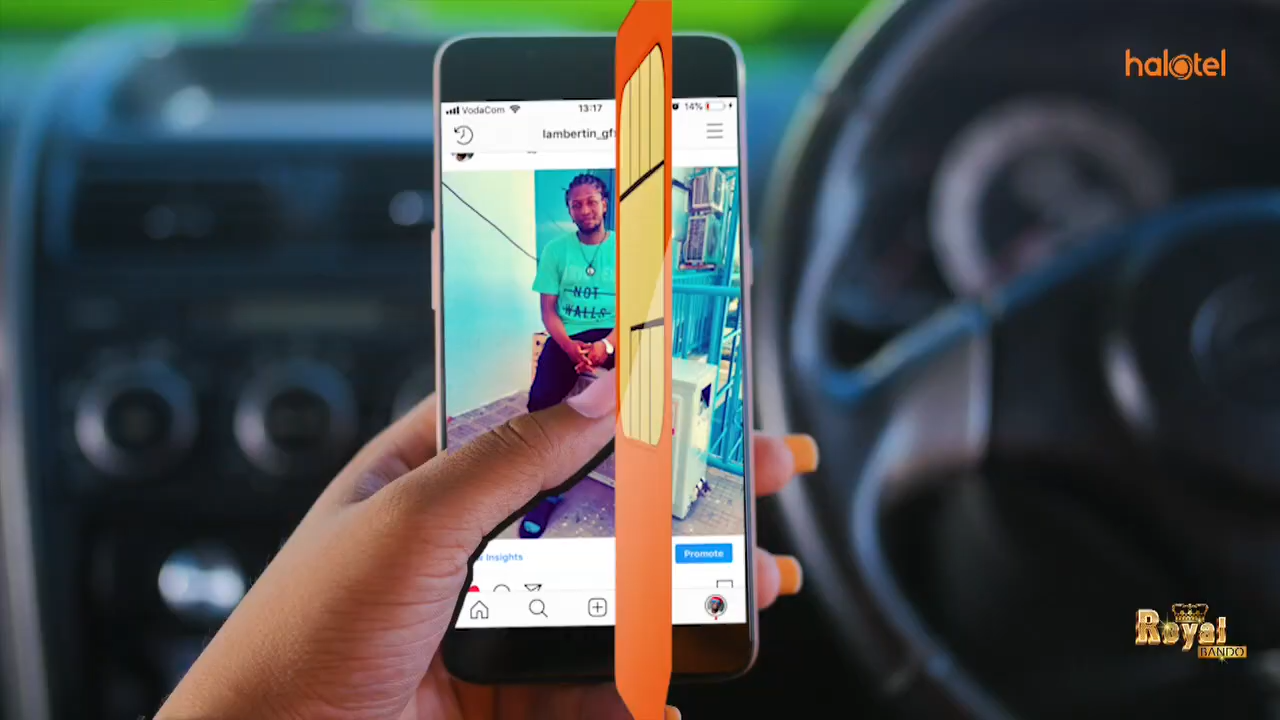 halotel
VodaCom
13:17
14%
lambertin_gf
NOT
WALLS
Insights
Promote
Royal
BANDO